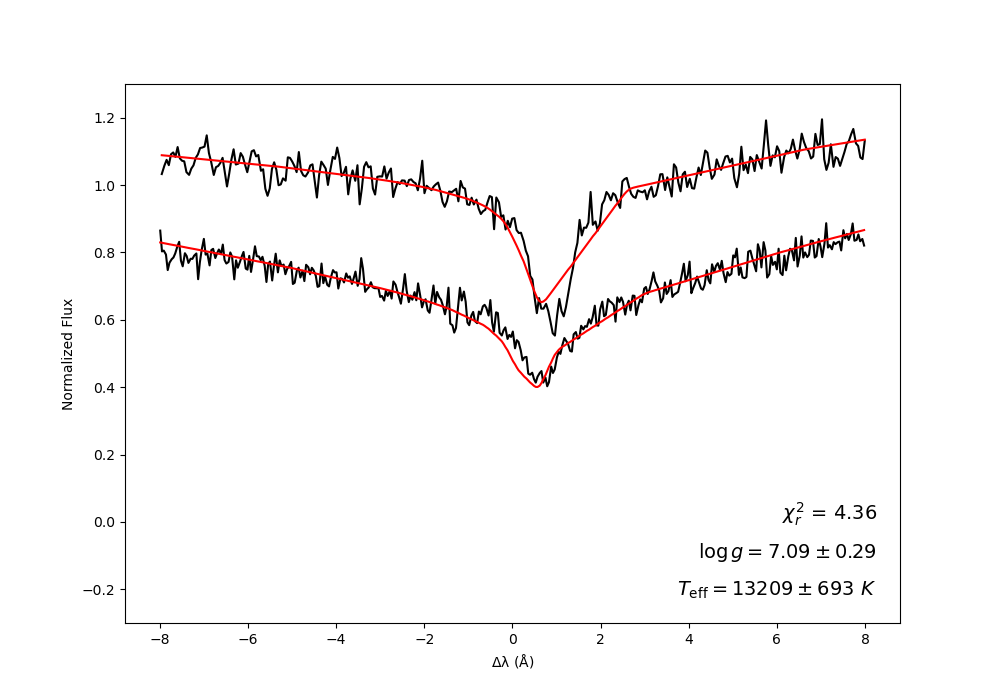 1.2
1.0
0.8
0.6
0.4
0.2
0.0
−0.2
Normalized Flux
χ²ᵣ = 4.36
log g = 7.09 ± 0.29
T_eff = 13209 ± 693 K
−8 −6 −4 −2 0 2 4 6 8
Δλ (Å)